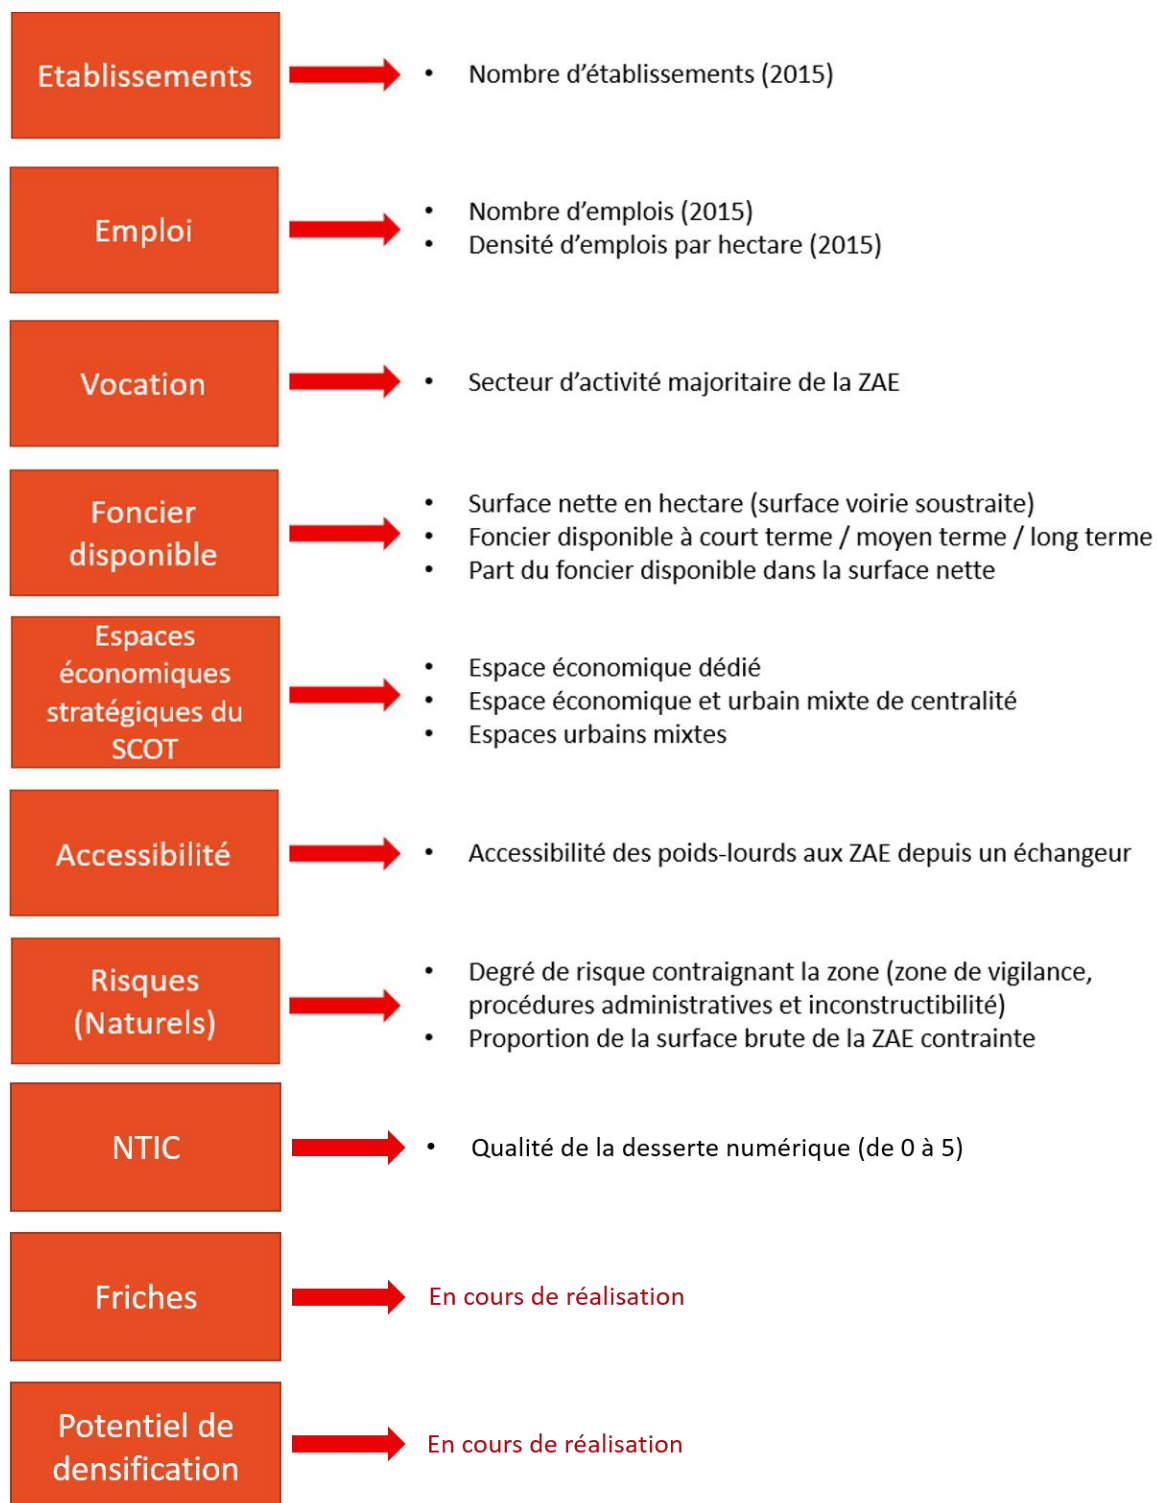 Etablissements
• Nombre d'établissements (2015)
Emploi
• Nombre d'emplois (2015)
• Densité d'emplois par hectare (2015)
Vocation
• Secteur d'activité majoritaire de la ZAE
Foncier
disponible
• Surface nette en hectare (surface voirie soustraite)
• Foncier disponible à court terme / moyen terme / long terme
• Part du foncier disponible dans la surface nette
Espaces
économiques
stratégiques du
SCOT
• Espace économique dédié
• Espace économique et urbain mixte de centralité
• Espaces urbains mixtes
Accessibilité
• Accessibilité des poids-lourds aux ZAE depuis un échangeur
Risques
(Naturels)
• Degré de risque contraignant la zone (zone de vigilance,
procédures administratives et inconstructibilité)
• Proportion de la surface brute de la ZAE contrainte
NTIC
• Qualité de la desserte numérique (de 0 à 5)
Friches
En cours de réalisation
Potentiel de
densification
En cours de réalisation